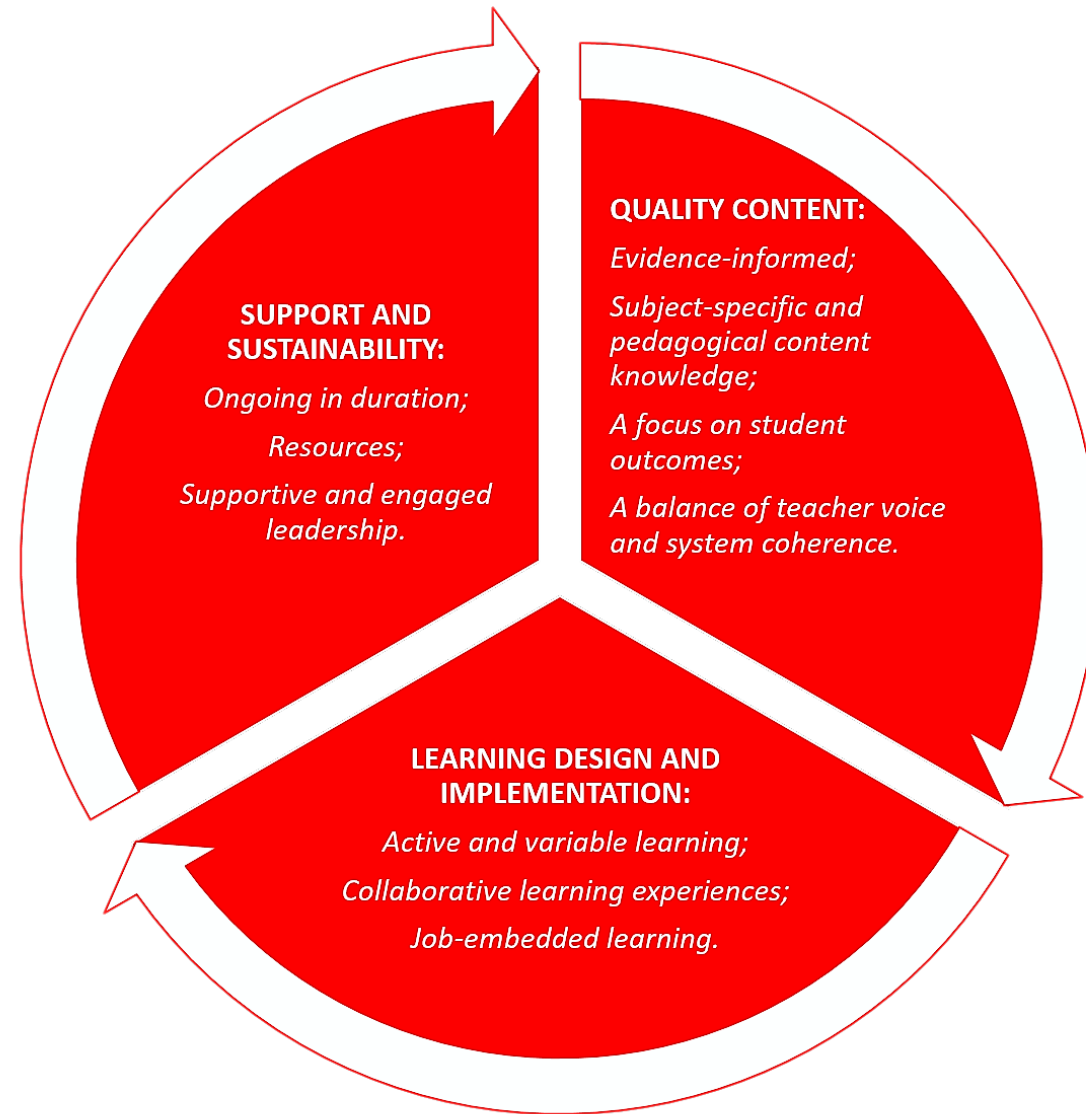 QUALITY CONTENT:
Evidence-informed;
Subject-specific and
pedagogical content
knowledge;
A focus on student
outcomes;
A balance of teacher voice
and system coherence.
LEARNING DESIGN AND
IMPLEMENTATION:
Active and variable learning;
Collaborative learning experiences;
Job-embedded learning.
SUPPORT AND
SUSTAINABILITY:
Ongoing in duration;
Resources;
Supportive and engaged
leadership.